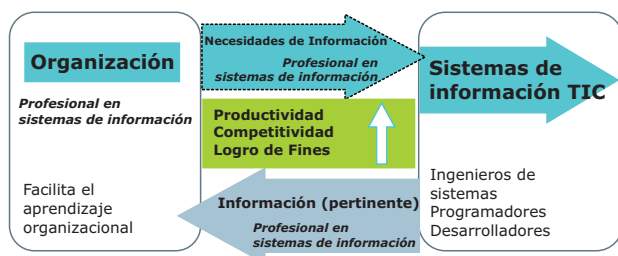 Organización
Profesional en
sistemas de información
Facilita el
aprendizaje
organizacional
Necesidades de Información
Profesional en
sistemas de información
Productividad
Competitividad
Logro de Fines
Información (pertinente)
Profesional en
sistemas de información
Sistemas de
información TIC
Ingenieros de
sistemas
Programadores
Desarrolladores